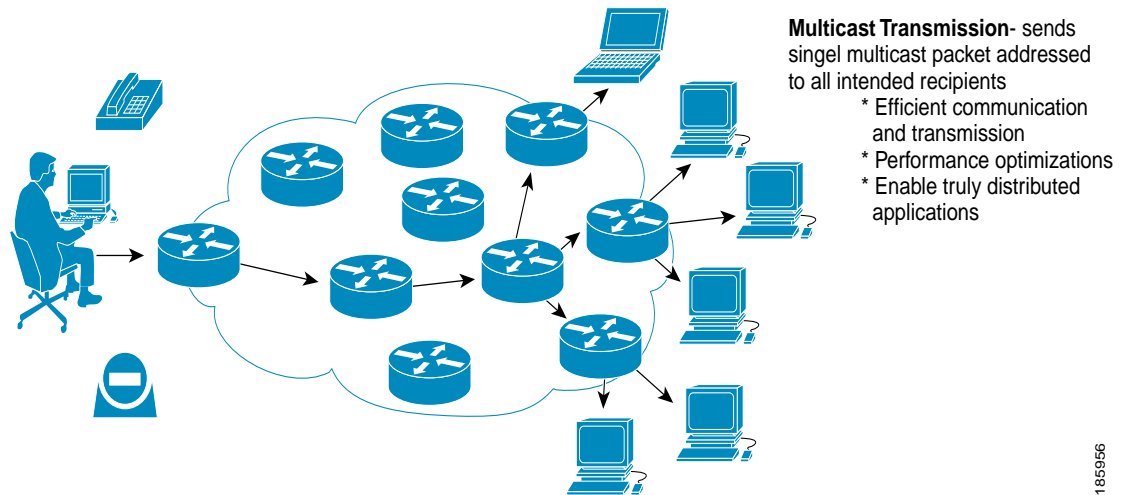 Multicast Transmission- sends
singel multicast packet addressed
to all intended recipients
* Efficient communication
and transmission
* Performance optimizations
* Enable truly distributed
applications
185956